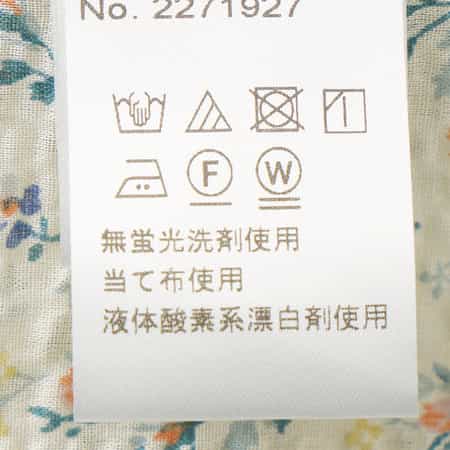 No. 2271927
F W
無蛍光洗剤使用
当て布使用
液体酸素系漂白剤使用